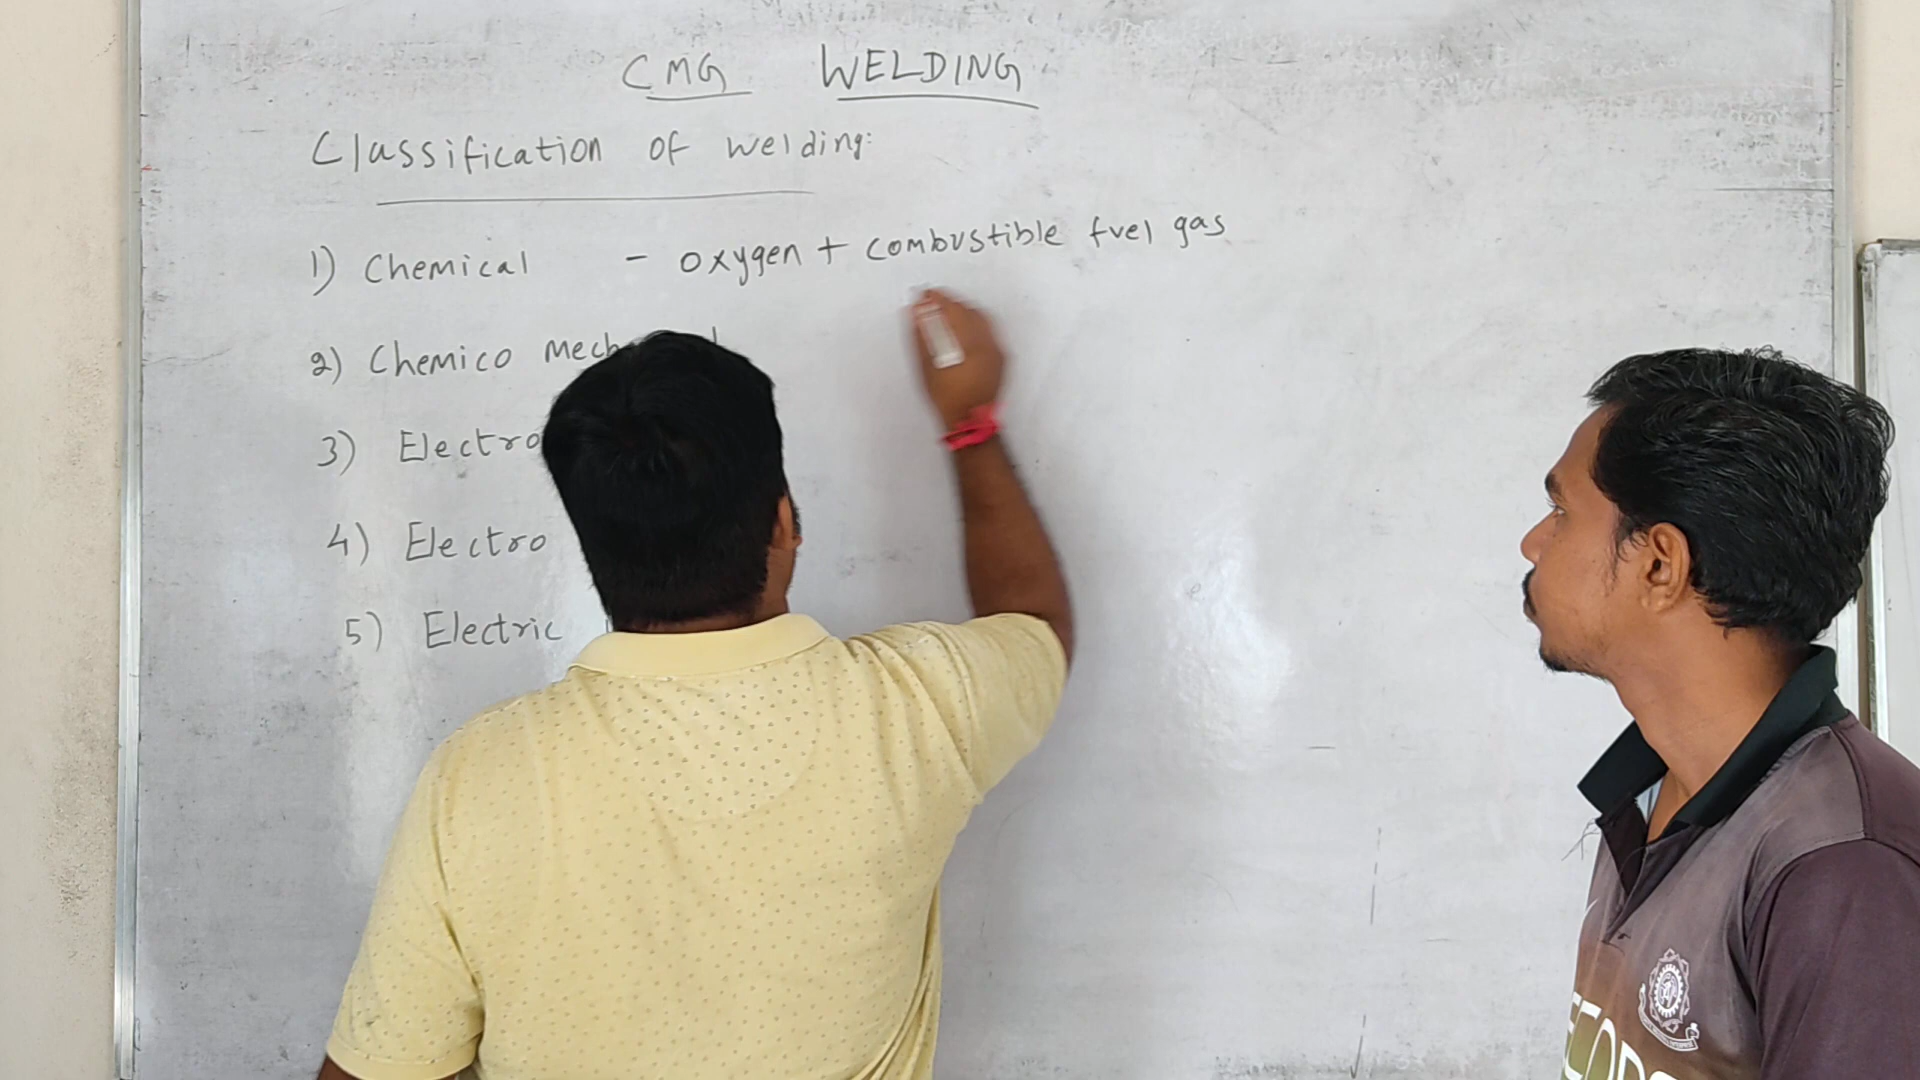 CMG WELDING
Classification of welding:
1) Chemical - oxygen + combustible fuel gas
2) Chemico
3) Electro
4) Electro
5) Electric